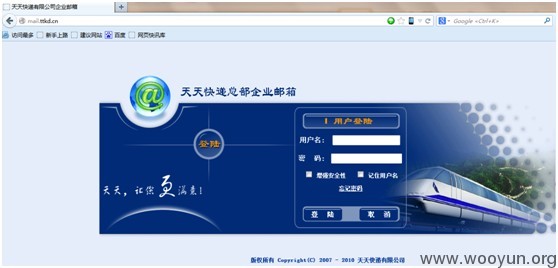 天天快递有限公司企业邮箱
mail.ttkd.cn
Google <Ctrl+K>
访问最多 新手上路 建议网站 百度 网页快讯库
天天快递总部企业邮箱
用户登陆
登陆
用户名：
密 码：
增强安全性 记住用户名
忘记密码
天天，让您更满意！
登 陆 取 消
版权所有 Copyright(C) 2007 - 2010 天天快递有限公司
www.wooyun.org